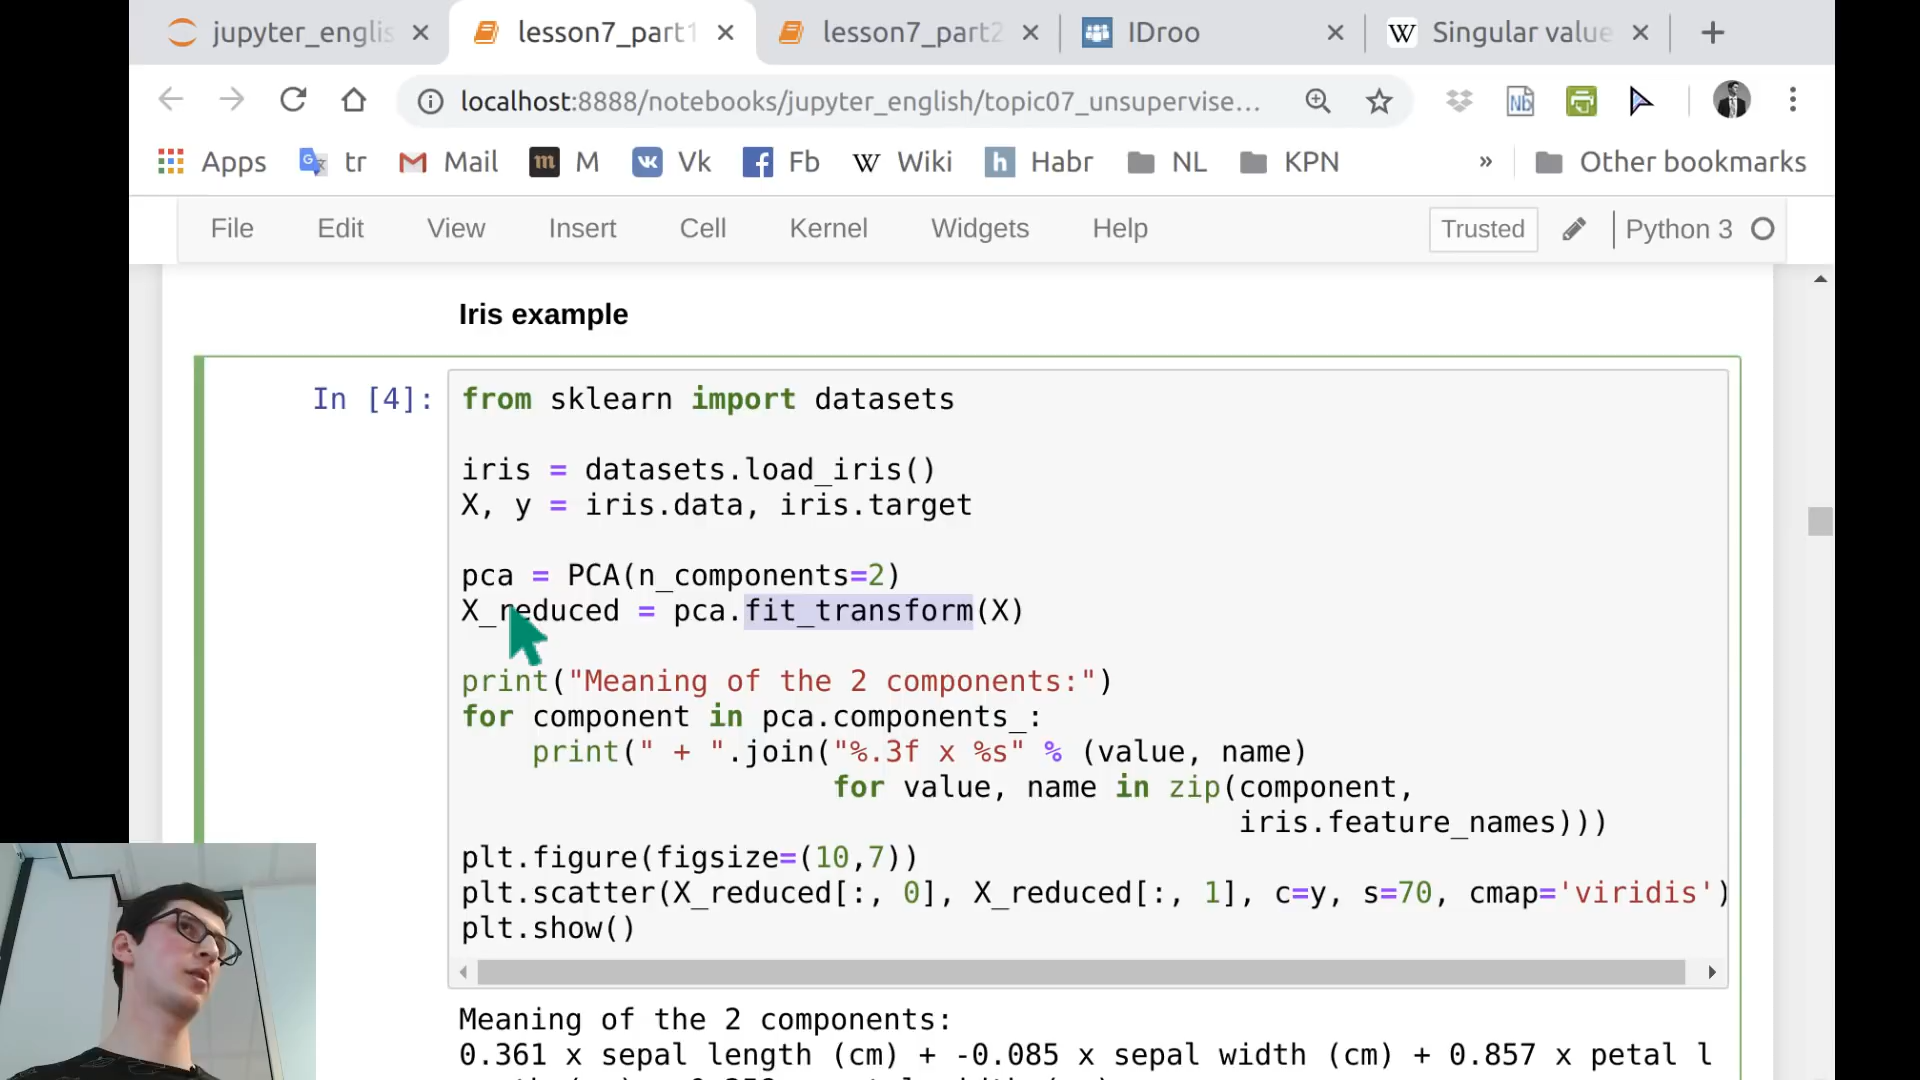 jupyter_englis
lesson7_part1
lesson7_part2
IDroo
W Singular value
localhost:8888/notebooks/jupyter_english/topic07_unsupervise...
Nb
Apps
tr
Mail
m M
Vk
Fb
W Wiki
h Habr
NL
KPN
»
Other bookmarks
File
Edit
View
Insert
Cell
Kernel
Widgets
Help
Trusted
Python 3
Iris example
In [4]:
from sklearn import datasets
iris = datasets.load_iris()
X, y = iris.data, iris.target
pca = PCA(n_components=2)
X_reduced = pca.fit_transform(X)
print("Meaning of the 2 components:")
for component in pca.components_:
print(" + ".join("%.3f x %s" % (value, name)
for value, name in zip(component,
iris.feature_names)))
plt.figure(figsize=(10,7))
plt.scatter(X_reduced[:, 0], X_reduced[:, 1], c=y, s=70, cmap='viridis')
plt.show()
Meaning of the 2 components:
0.361 x sepal length (cm) + -0.085 x sepal width (cm) + 0.857 x petal l